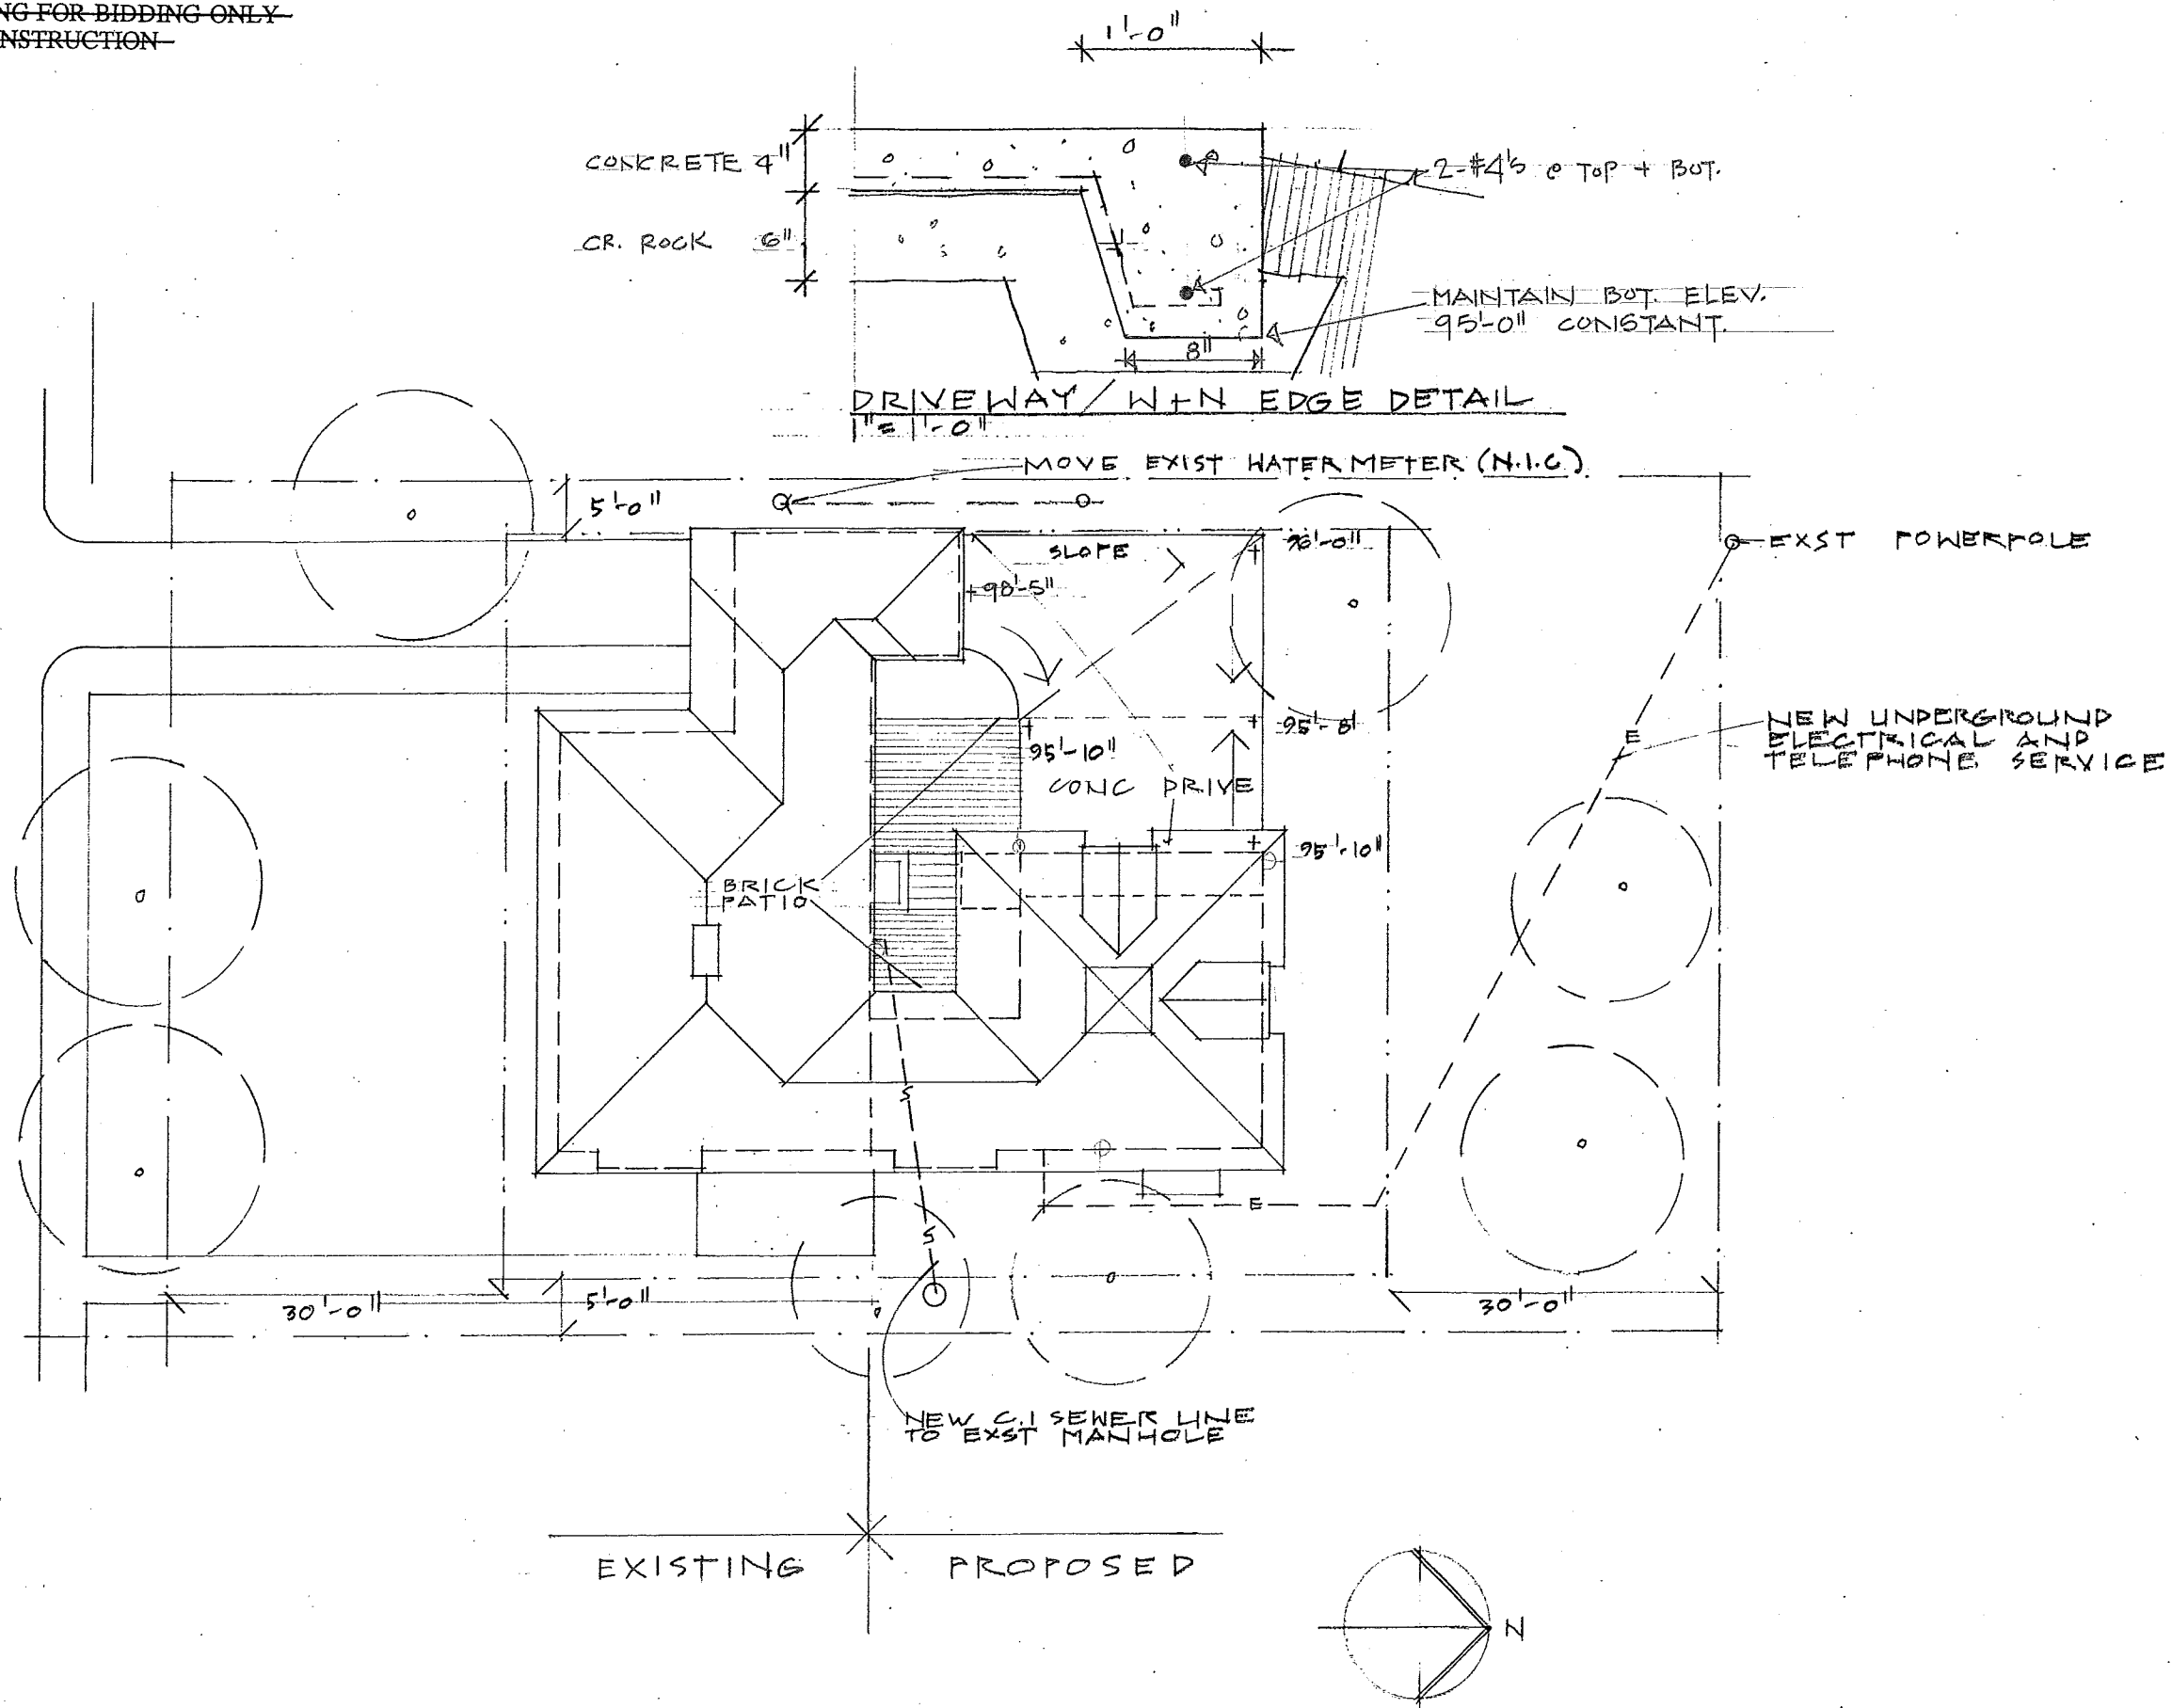 NG FOR BIDDING ONLY
NSTRUCTION
1'-0"
CONCRETE 4"
2-#4's @ TOP + BOT.
CR. ROCK 6"
MAINTAIN BOT. ELEV.
95'-0" CONSTANT.
8"
DRIVEWAY / W+N EDGE DETAIL
1" = 1'-0"
MOVE EXIST WATER METER (N.I.C.)
5'-0"
SLOPE
96'-0"
EXST POWERPOLE
98'-5"
95'-8"
95'-10"
NEW UNDERGROUND
ELECTRICAL AND
TELEPHONE SERVICE
E
CONC DRIVE
95'-10"
BRICK
PATIO
S
E
S
30'-0"
5'-0"
30'-0"
NEW C.I SEWER LINE
TO EXST MANHOLE
EXISTING
PROPOSED
N